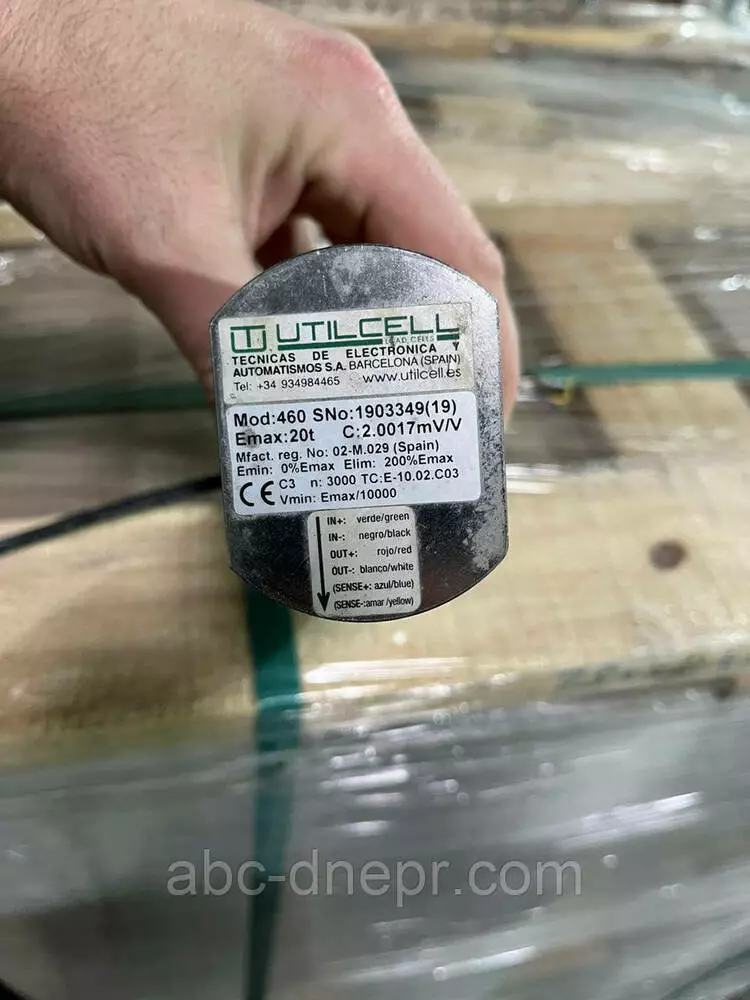 UTILCELL
LOAD CELLS
TECNICAS DE ELECTRONICA Y
AUTOMATISMOS S.A. BARCELONA (SPAIN)
Tel: +34 934984465 www.utilcell.es
Mod:460 SNo:1903349(19)
Emax:20t C:2.0017mV/V
Mfact. reg. No: 02-M.029 (Spain)
Emin: 0%Emax Elim: 200%Emax
CE C3 n: 3000 TC:E-10.02.C03
Vmin: Emax/10000
IN+: verde/green
IN-: negro/black
OUT+: rojo/red
OUT-: blanco/white
(SENSE+: azul/blue)
(SENSE-:amar/yellow)
abc-dnepr.com